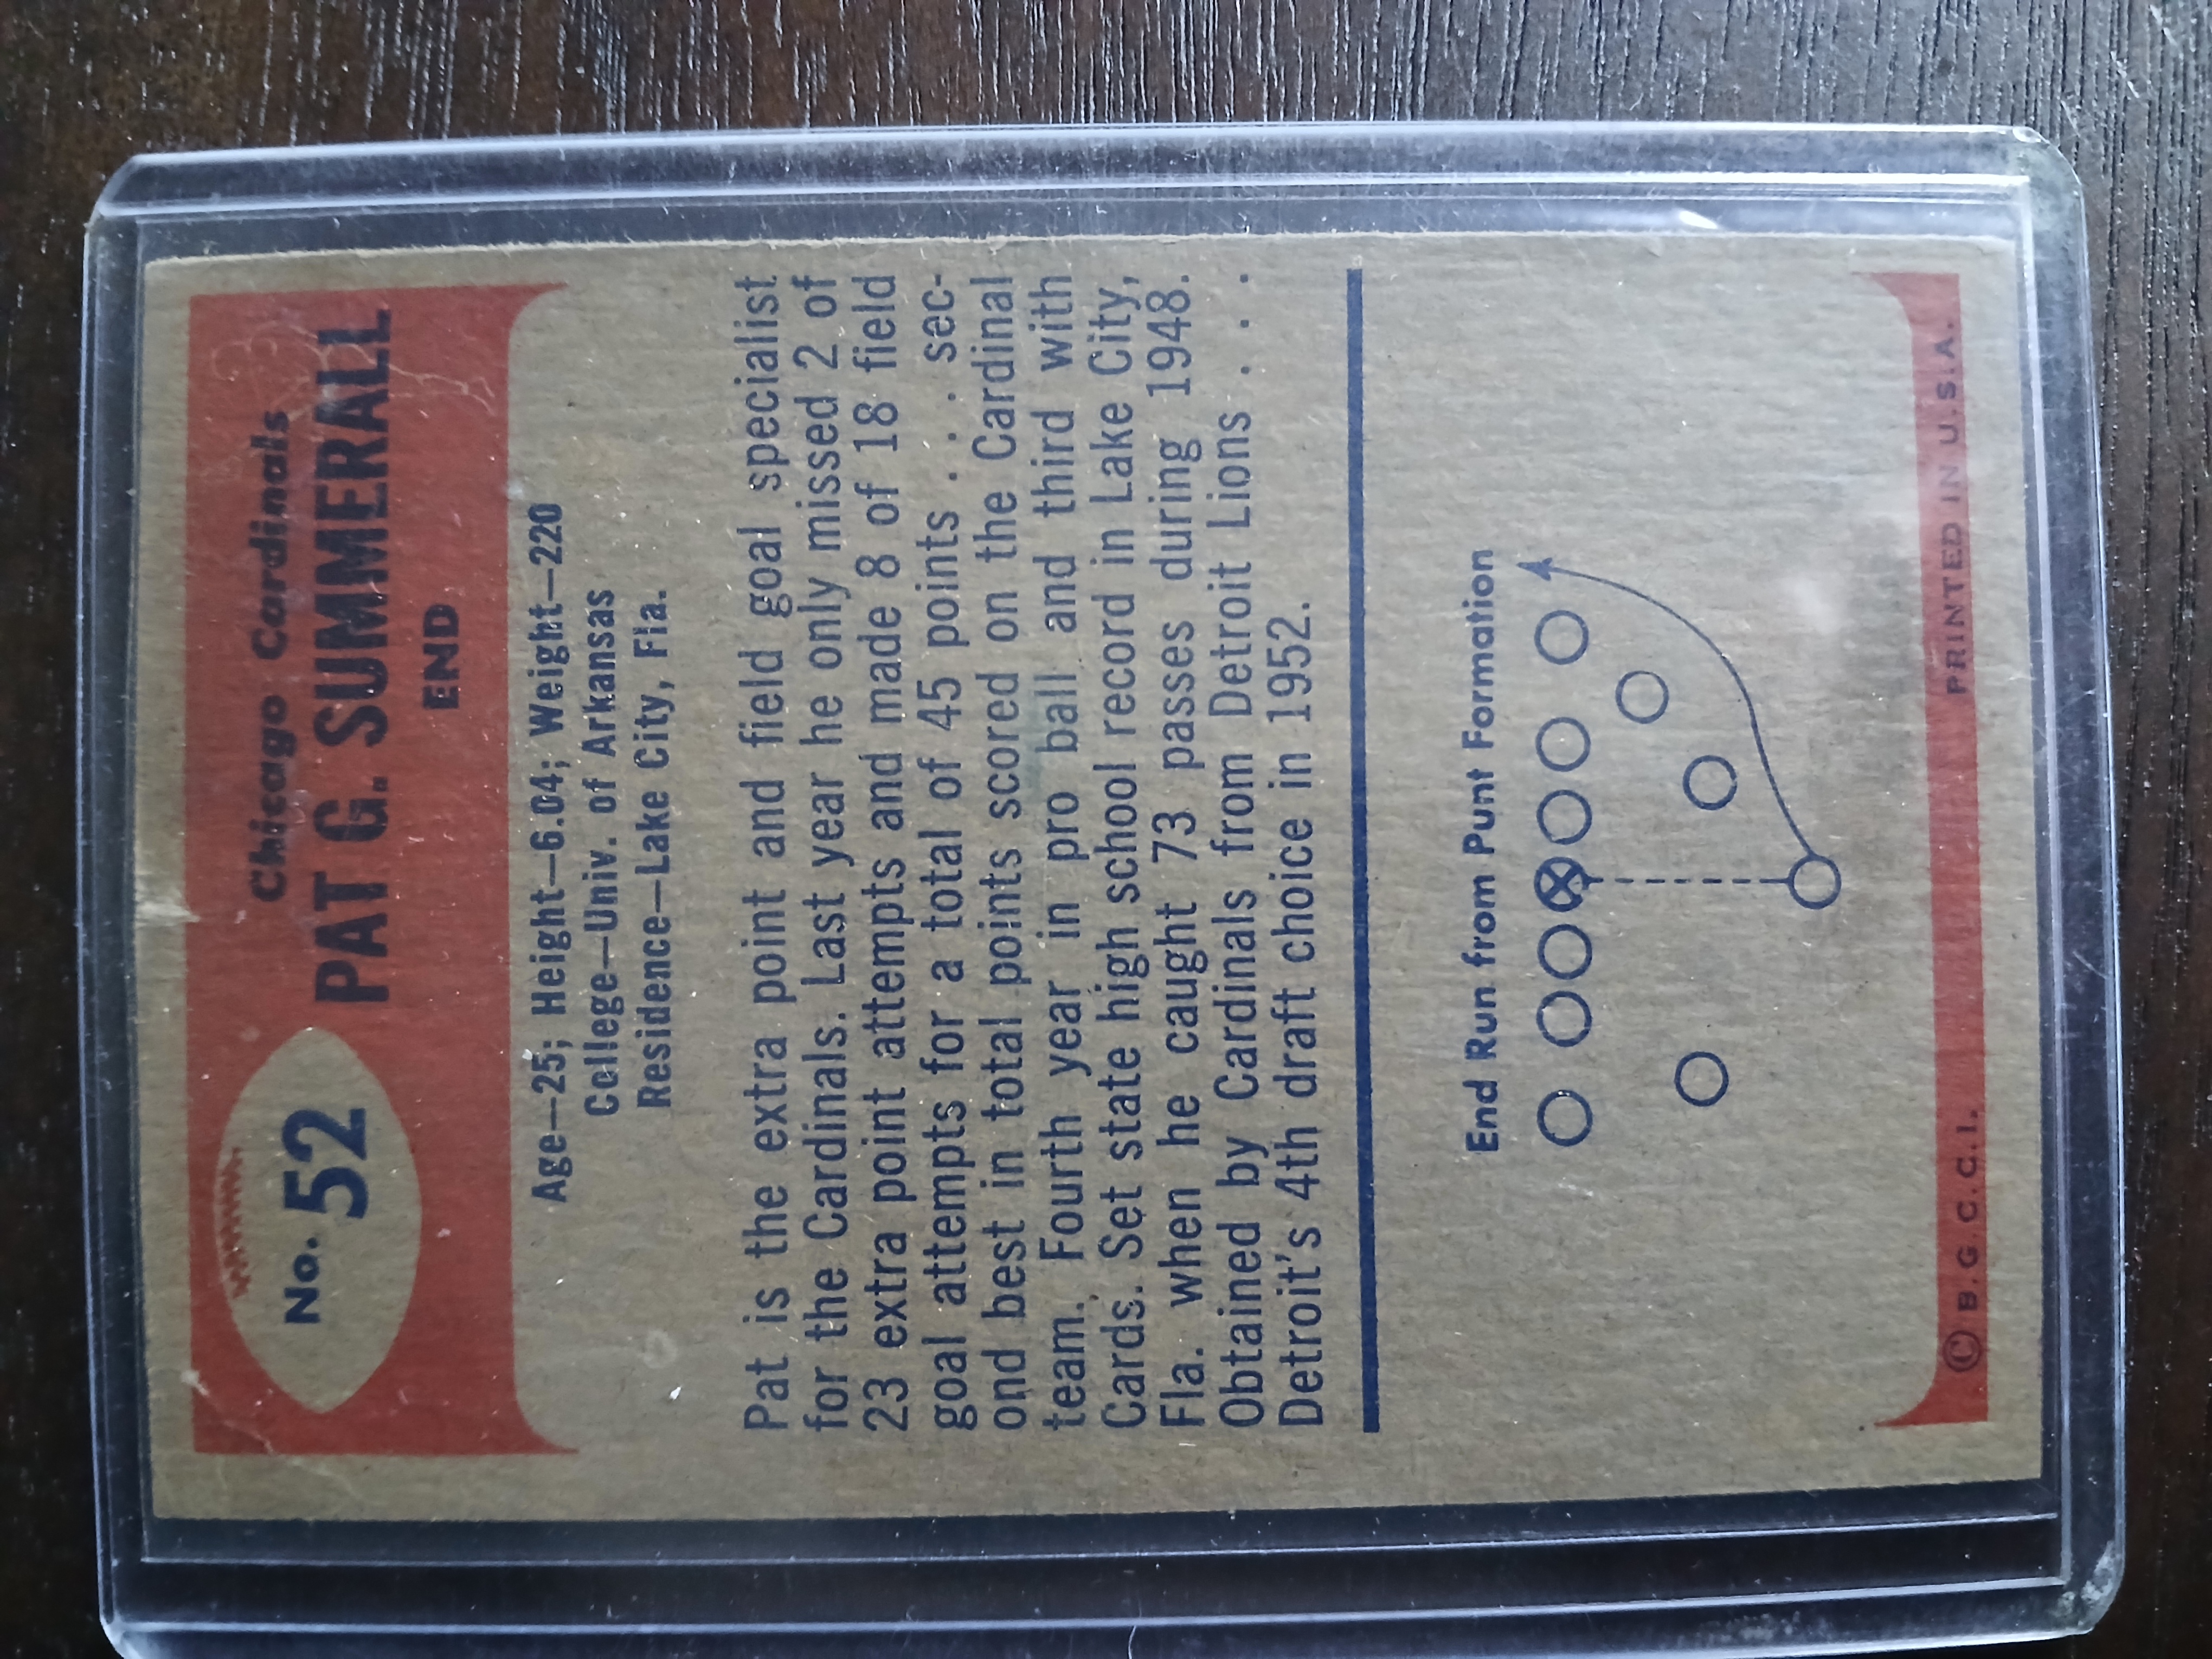 No. 52
Chicago Cardinals
PAT G. SUMMERALL
END
Age—25; Height—6.04; Weight—220
College—Univ. of Arkansas
Residence—Lake City, Fla.
Pat is the extra point and field goal specialist
for the Cardinals. Last year he only missed 2 of
23 extra point attempts and made 8 of 18 field
goal attempts for a total of 45 points . . . sec-
ond best in total points scored on the Cardinal
team. Fourth year in pro ball and third with
Cards. Set state high school record in Lake City,
Fla. when he caught 73 passes during 1948.
Obtained by Cardinals from Detroit Lions . . . .
Detroit's 4th draft choice in 1952.
End Run from Punt Formation
© B. G. C. C. I. PRINTED IN U.S.A.